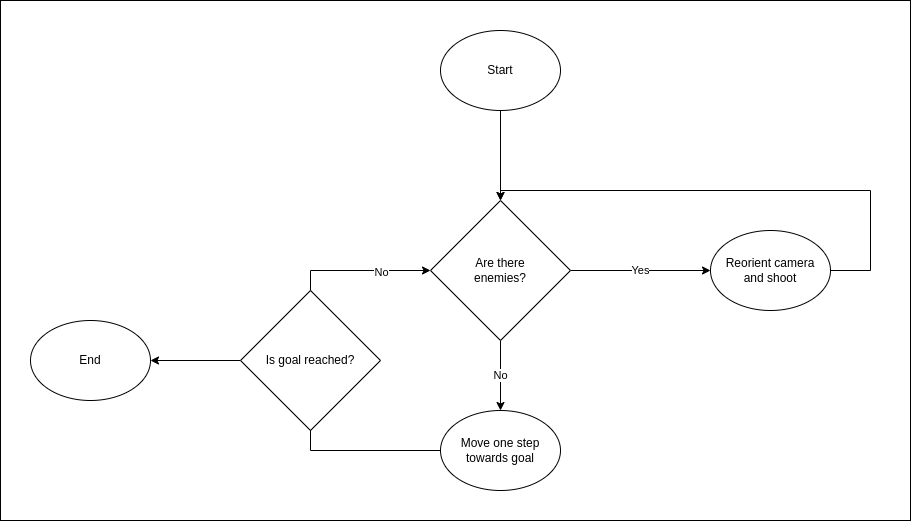 Start
Are there
enemies?
Yes
Reorient camera
and shoot
No
No
Is goal reached?
End
Move one step
towards goal